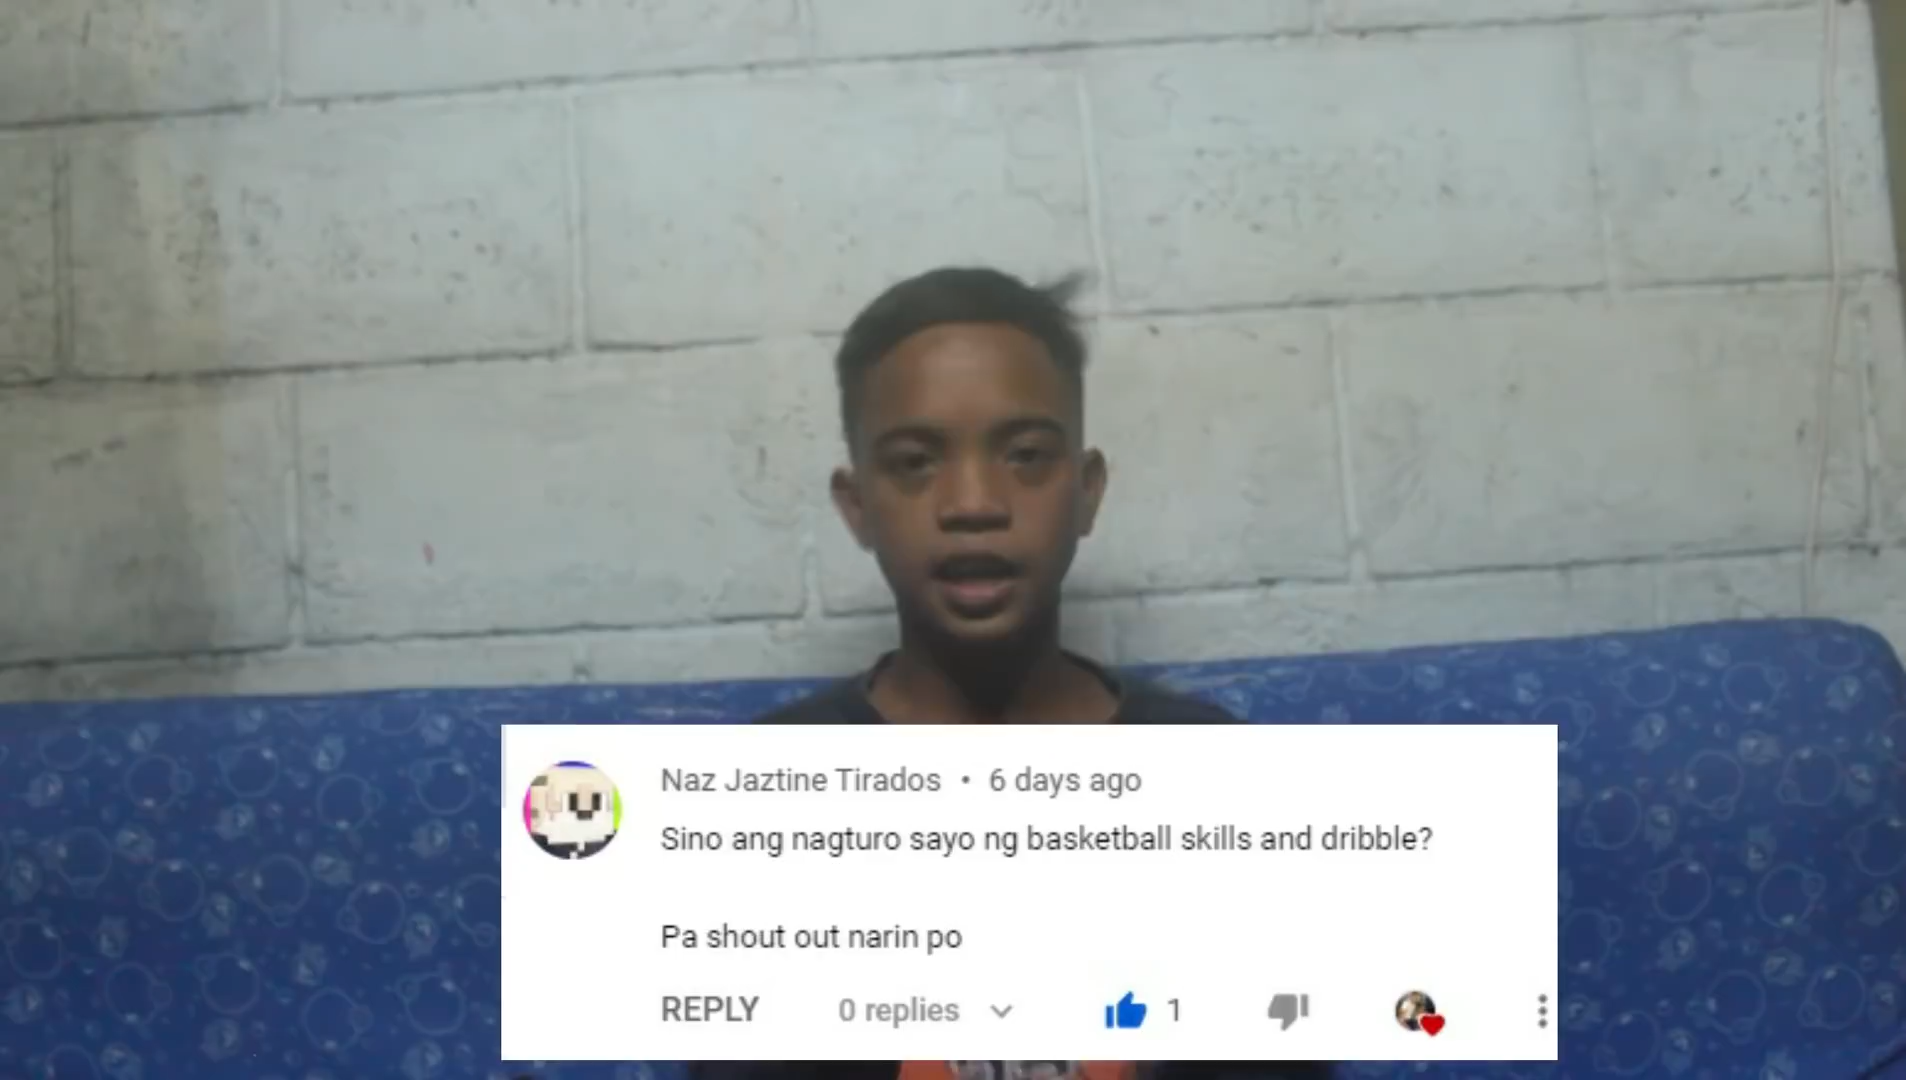 Naz Jaztine Tirados • 6 days ago
Sino ang nagturo sayo ng basketball skills and dribble?
Pa shout out narin po
REPLY 0 replies 1